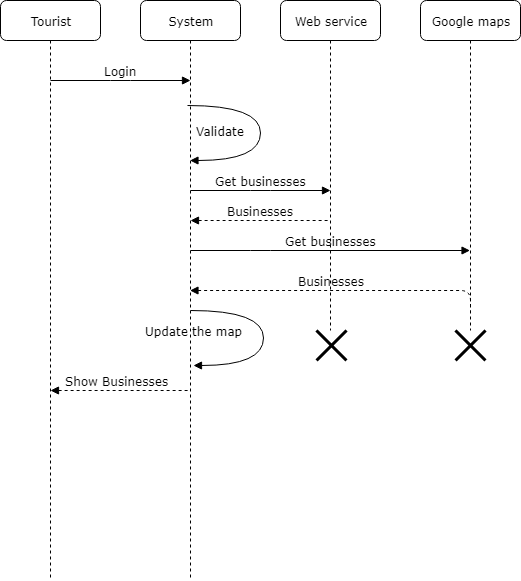 Tourist
System
Web service
Google maps
Login
Validate
Get businesses
Businesses
Get businesses
Businesses
Update the map
Show Businesses